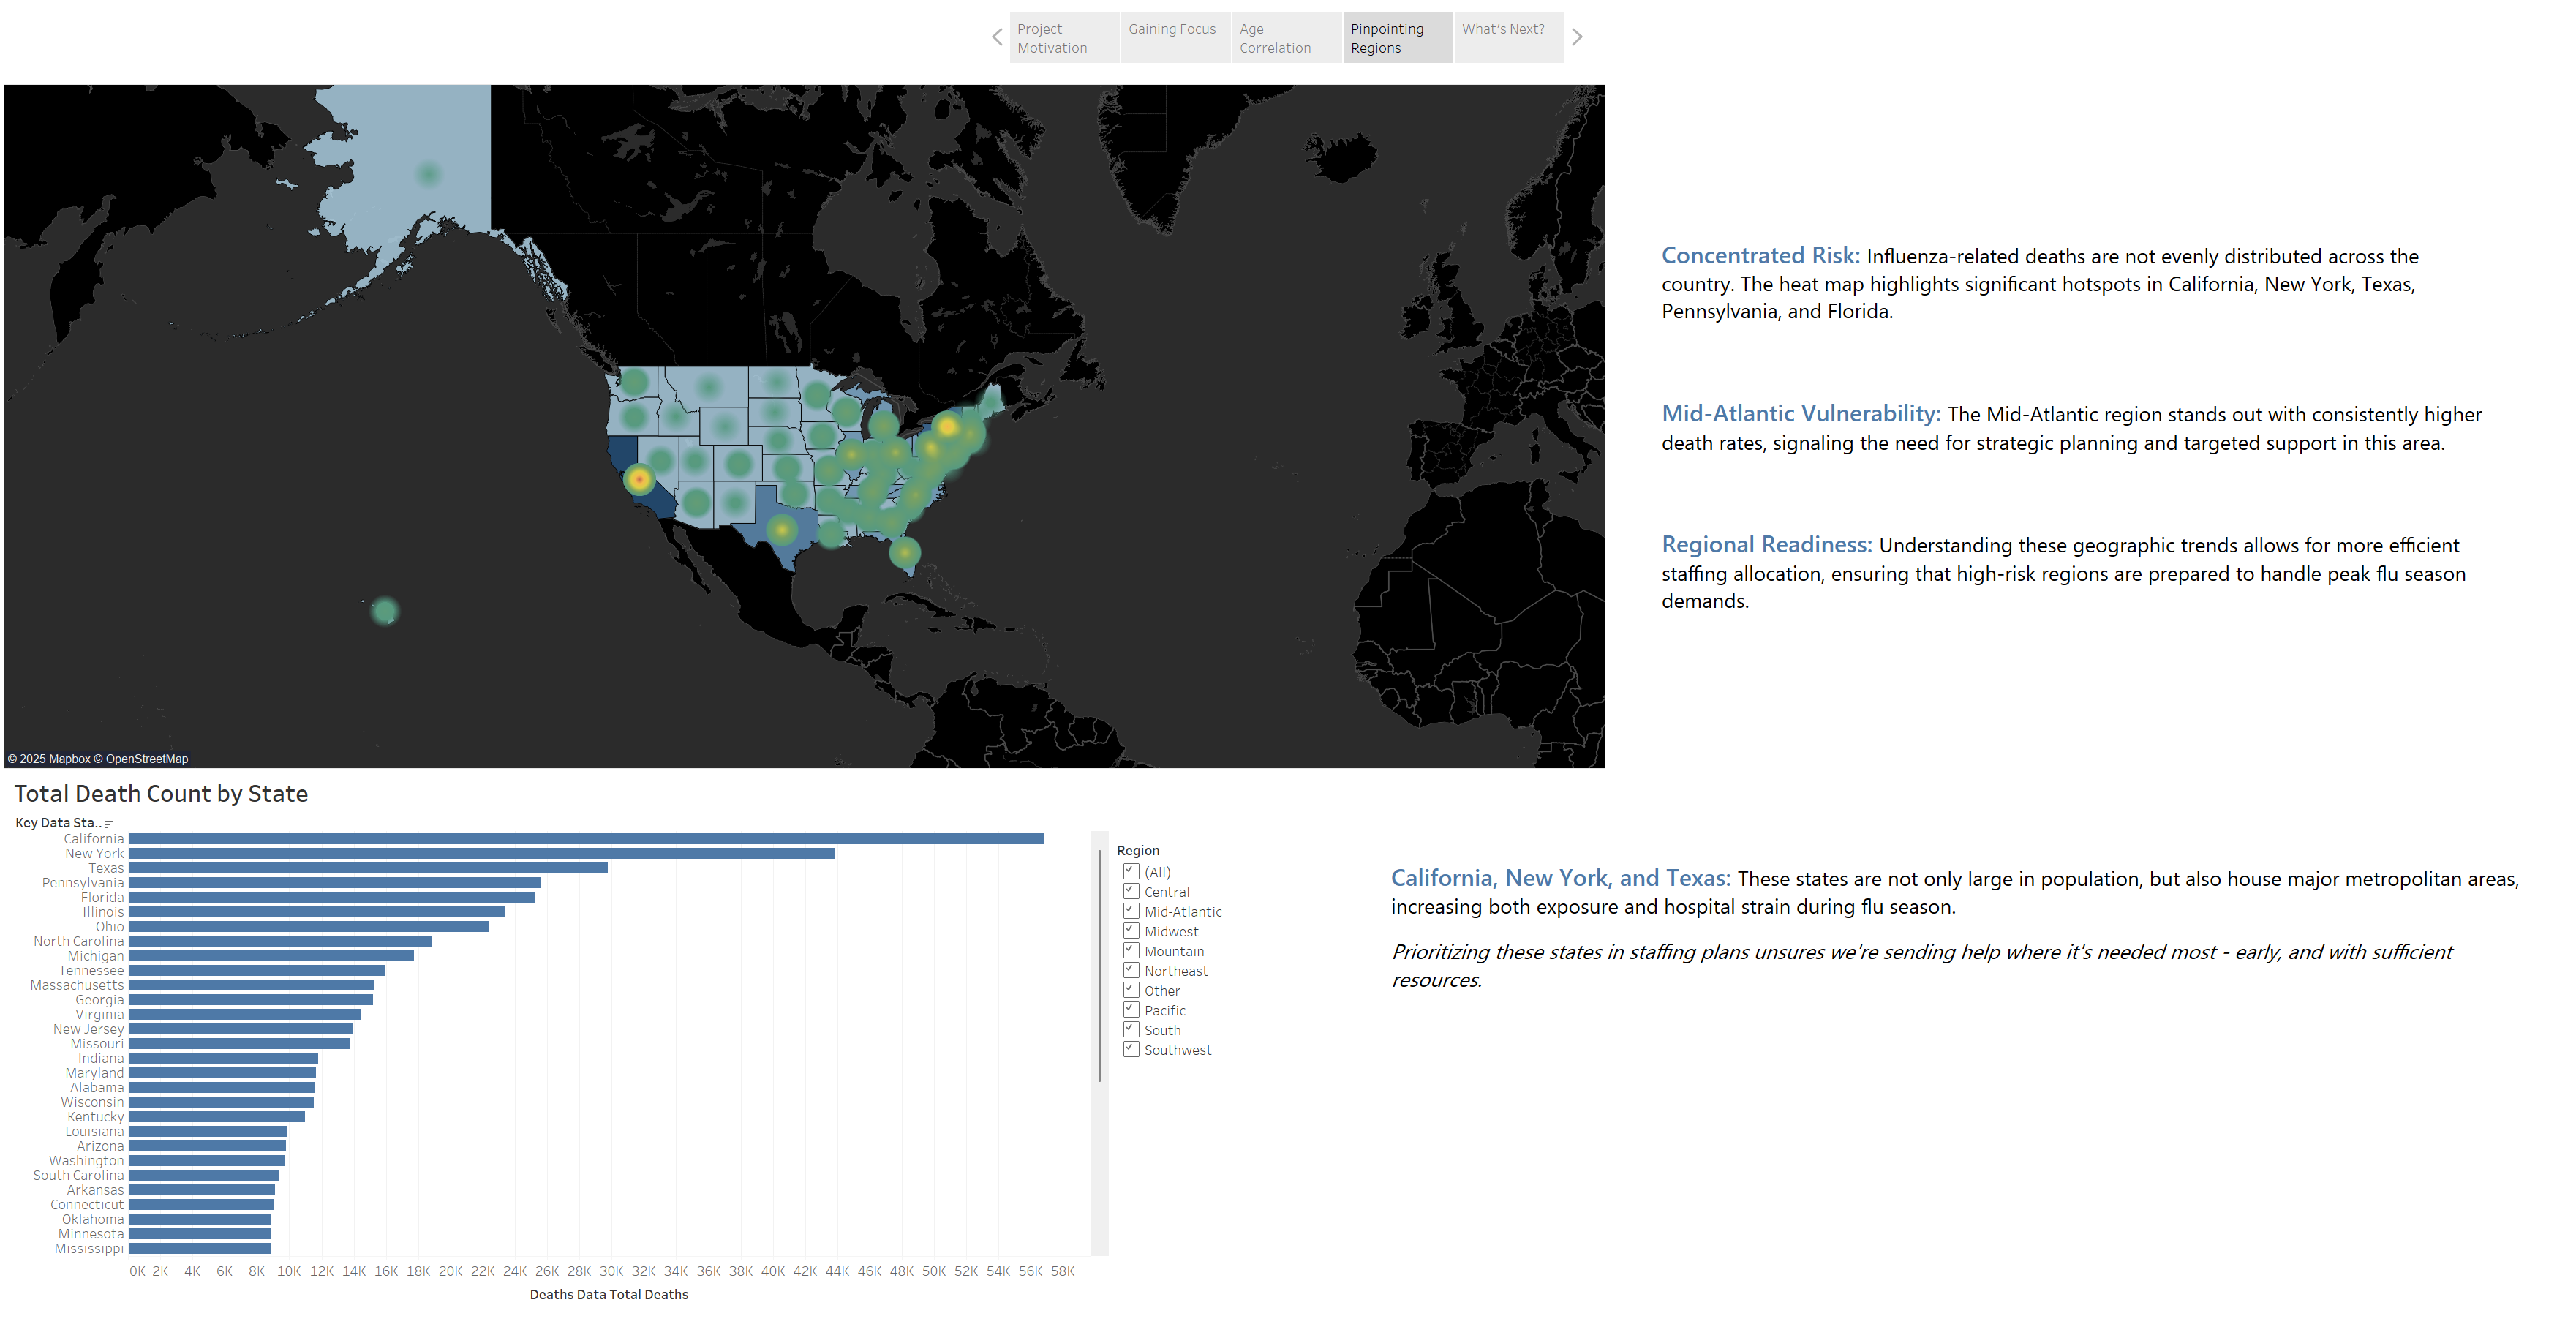 Project
Motivation
Gaining Focus
Age
Correlation
Pinpointing
Regions
What's Next?
Concentrated Risk: Influenza-related deaths are not evenly distributed across the
country. The heat map highlights significant hotspots in California, New York, Texas,
Pennsylvania, and Florida.
Mid-Atlantic Vulnerability: The Mid-Atlantic region stands out with consistently higher
death rates, signaling the need for strategic planning and targeted support in this area.
Regional Readiness: Understanding these geographic trends allows for more efficient
staffing allocation, ensuring that high-risk regions are prepared to handle peak flu season
demands.
© 2025 Mapbox © OpenStreetMap
Total Death Count by State
Key Data Sta..
California
New York
Texas
Pennsylvania
Florida
Illinois
Ohio
North Carolina
Michigan
Tennessee
Massachusetts
Georgia
Virginia
New Jersey
Missouri
Indiana
Maryland
Alabama
Wisconsin
Kentucky
Louisiana
Arizona
Washington
South Carolina
Arkansas
Connecticut
Oklahoma
Minnesota
Mississippi
0K 2K 4K 6K 8K 10K 12K 14K 16K 18K 20K 22K 24K 26K 28K 30K 32K 34K 36K 38K 40K 42K 44K 46K 48K 50K 52K 54K 56K 58K
Deaths Data Total Deaths
Region
(All)
Central
Mid-Atlantic
Midwest
Mountain
Northeast
Other
Pacific
South
Southwest
California, New York, and Texas: These states are not only large in population, but also house major metropolitan areas,
increasing both exposure and hospital strain during flu season.
Prioritizing these states in staffing plans unsures we're sending help where it's needed most - early, and with sufficient
resources.